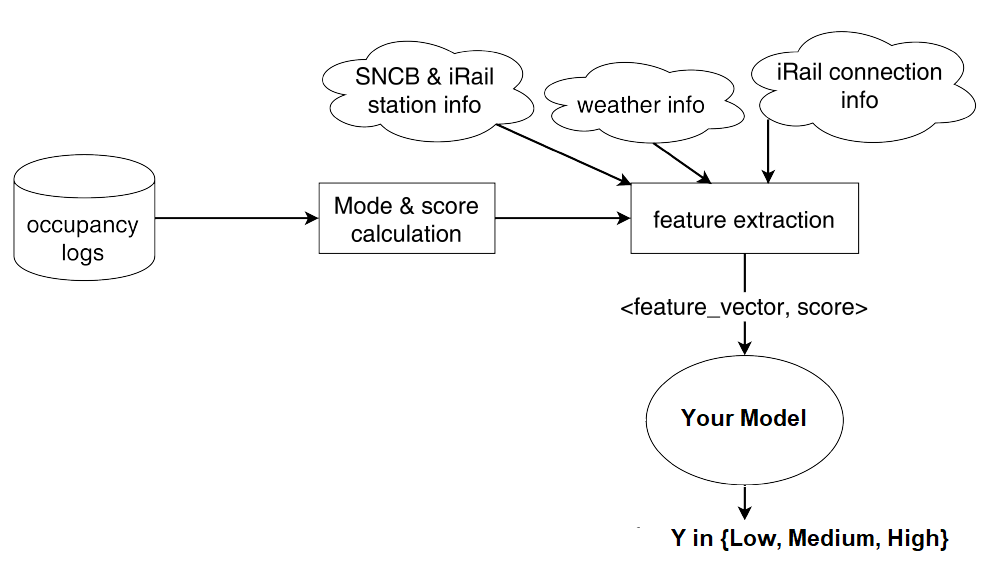 SNCB & iRail
station info
weather info
iRail connection
info
occupancy
logs
Mode & score
calculation
feature extraction
<feature_vector, score>
Your Model
Y in {Low, Medium, High}